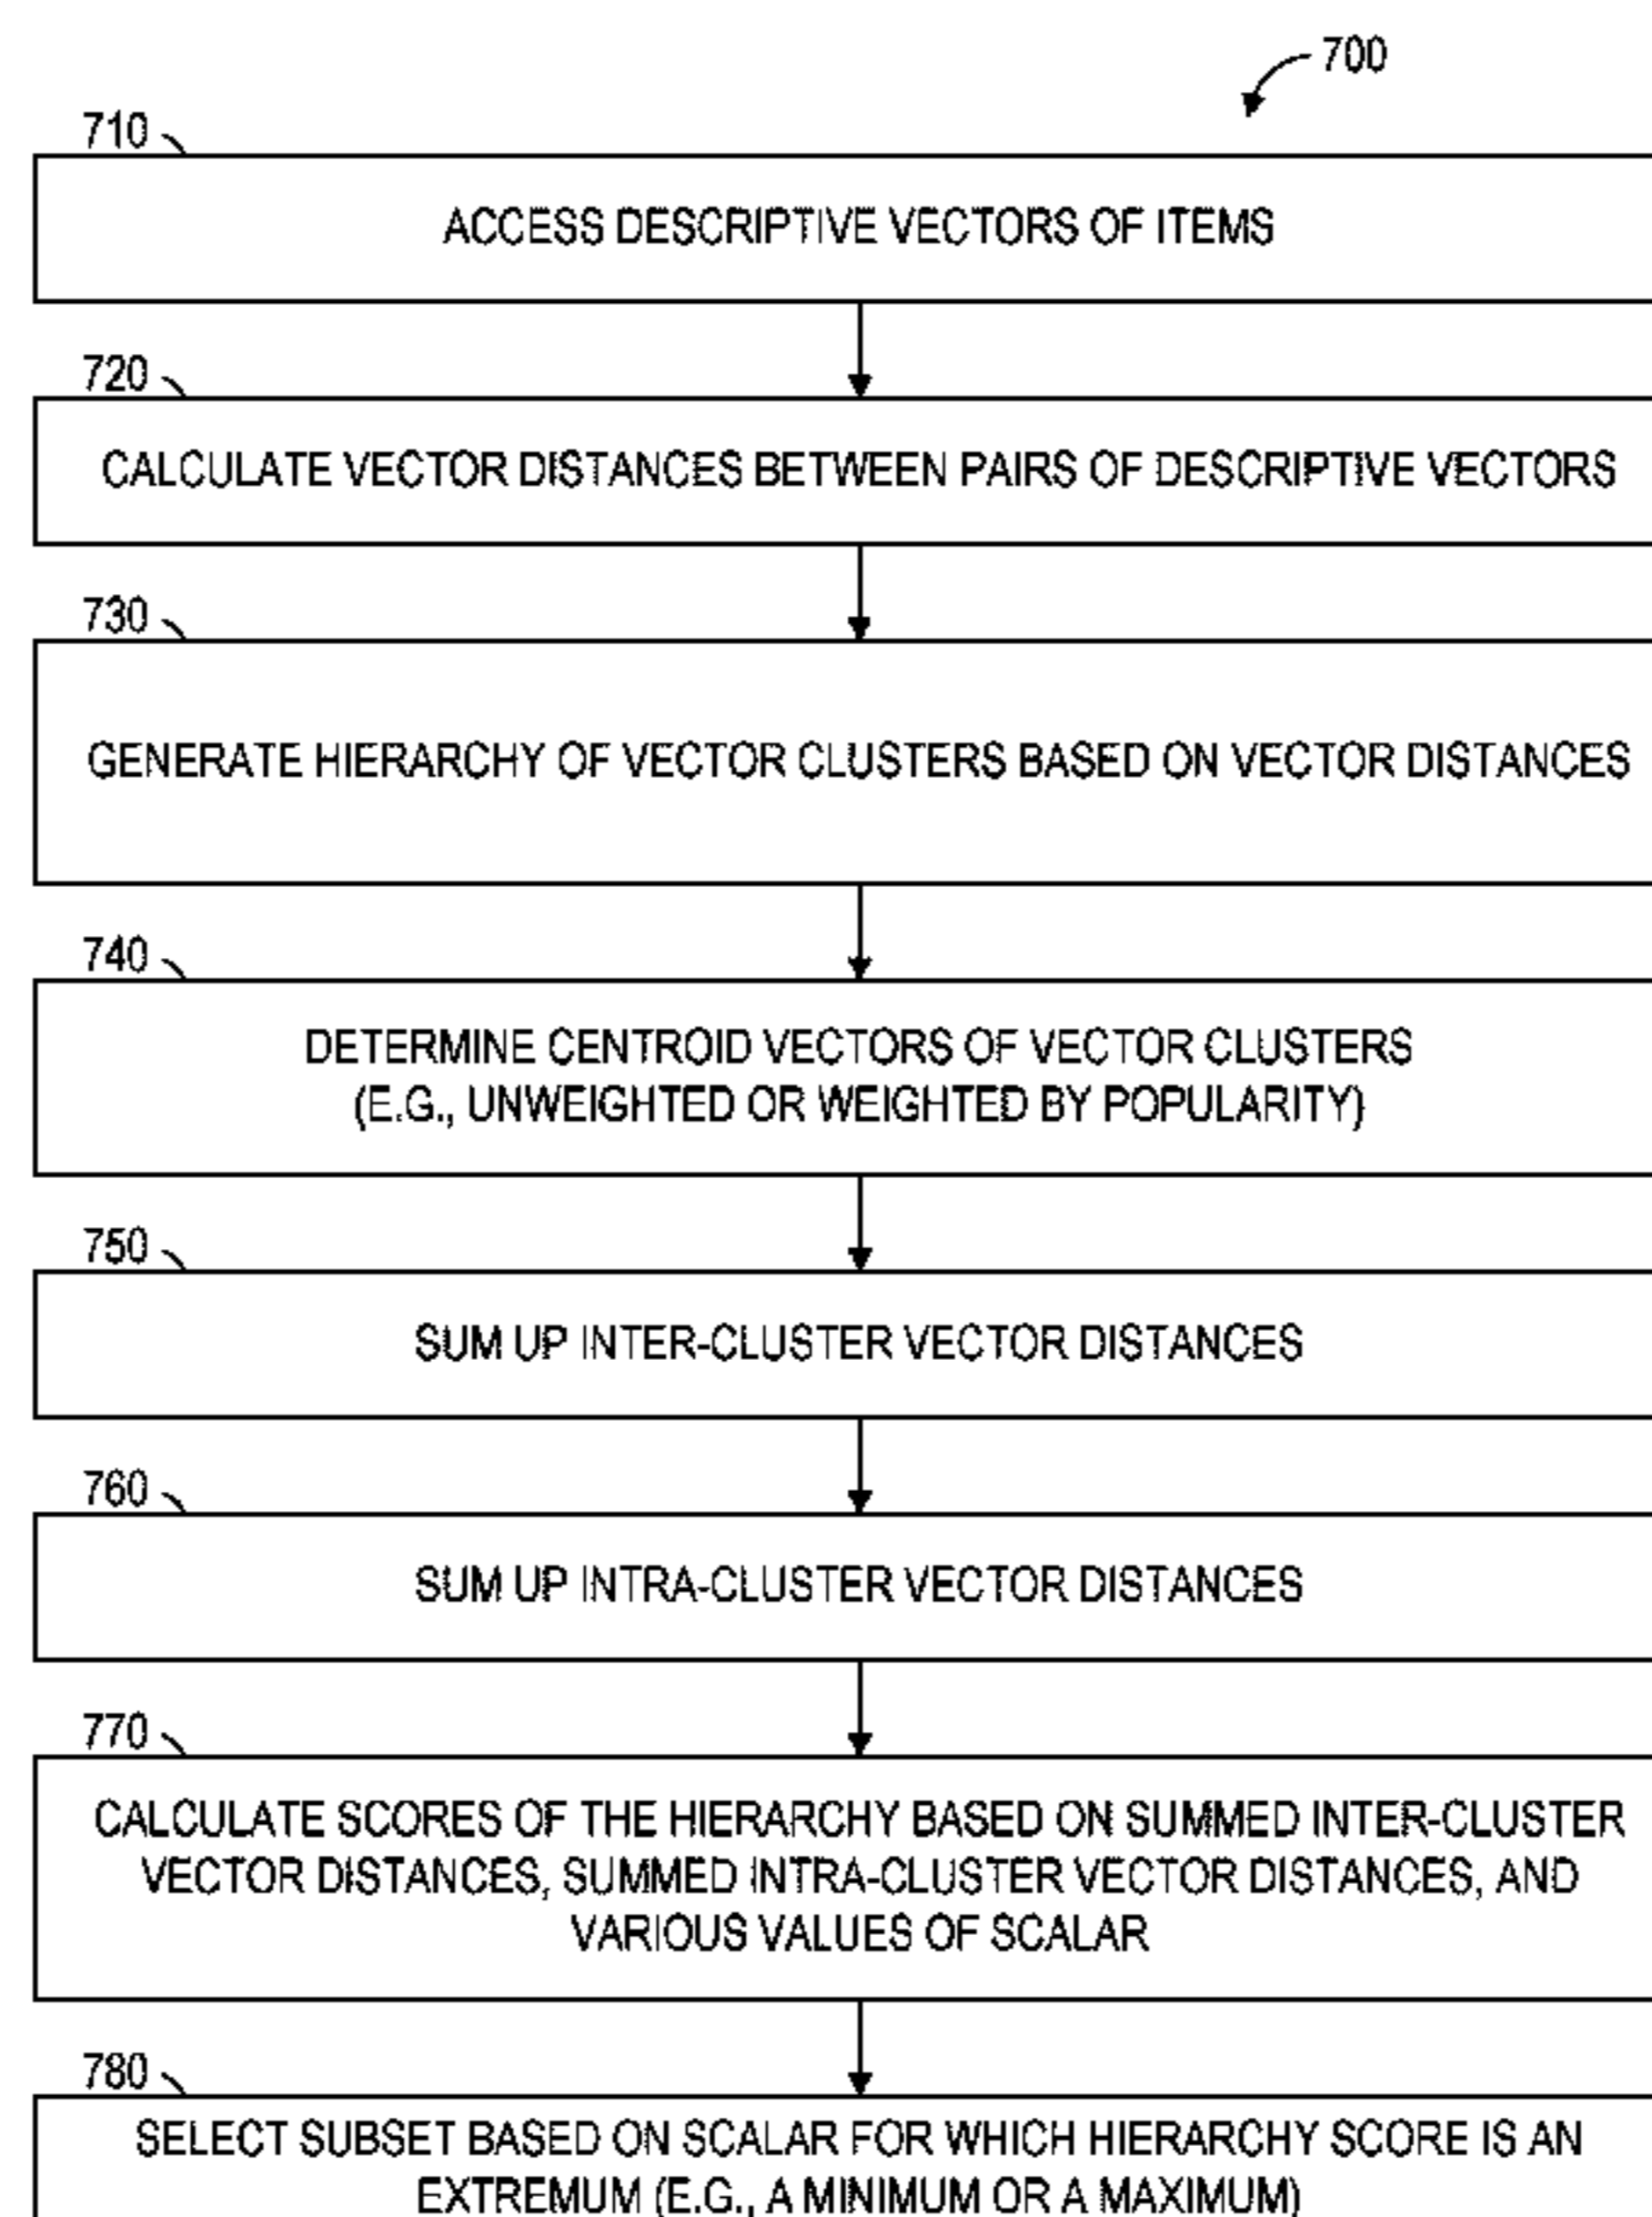 700
710
ACCESS DESCRIPTIVE VECTORS OF ITEMS
720
CALCULATE VECTOR DISTANCES BETWEEN PAIRS OF DESCRIPTIVE VECTORS
730
GENERATE HIERARCHY OF VECTOR CLUSTERS BASED ON VECTOR DISTANCES
740
DETERMINE CENTROID VECTORS OF VECTOR CLUSTERS
(E.G., UNWEIGHTED OR WEIGHTED BY POPULARITY)
750
SUM UP INTER-CLUSTER VECTOR DISTANCES
760
SUM UP INTRA-CLUSTER VECTOR DISTANCES
770
CALCULATE SCORES OF THE HIERARCHY BASED ON SUMMED INTER-CLUSTER
VECTOR DISTANCES, SUMMED INTRA-CLUSTER VECTOR DISTANCES, AND
VARIOUS VALUES OF SCALAR
780
SELECT SUBSET BASED ON SCALAR FOR WHICH HIERARCHY SCORE IS AN
EXTREMUM (E.G., A MINIMUM OR A MAXIMUM)